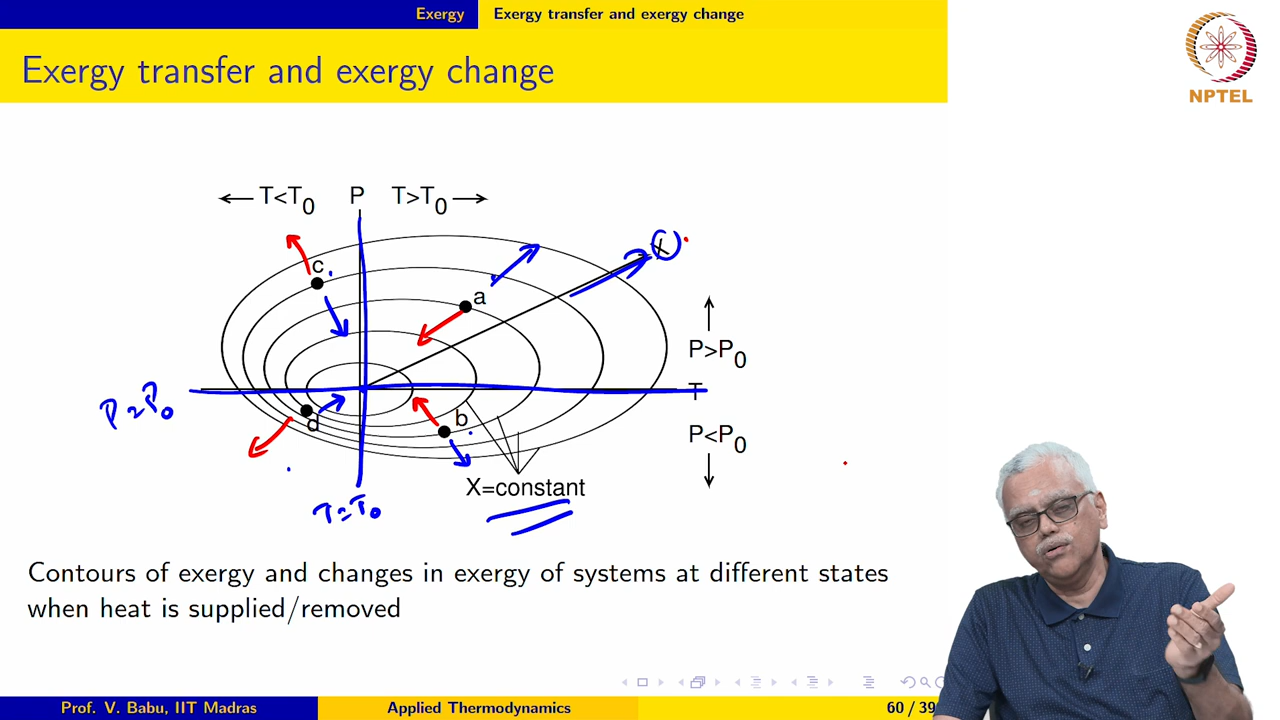 Exergy Exergy transfer and exergy change
Exergy transfer and exergy change
NPTEL
T<T0 P T>T0
X
c
a
P>P0
P=P0
T
d
b
P<P0
X=constant
T=T0
Contours of exergy and changes in exergy of systems at different states
when heat is supplied/removed
Prof. V. Babu, IIT Madras Applied Thermodynamics 60 / 39